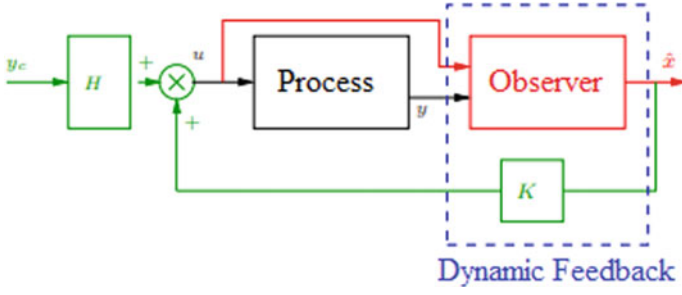 y_c
H
+
u
Process
y
Observer
x̂
+
K
Dynamic Feedback